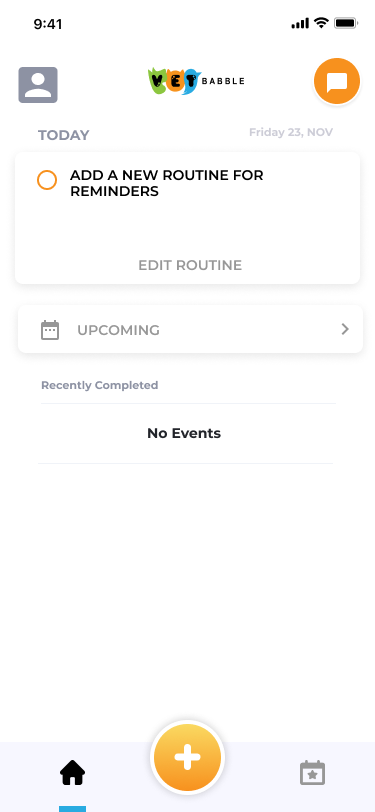 9:41
VET BABBLE
TODAY
Friday 23, NOV
ADD A NEW ROUTINE FOR
REMINDERS
EDIT ROUTINE
UPCOMING
Recently Completed
No Events